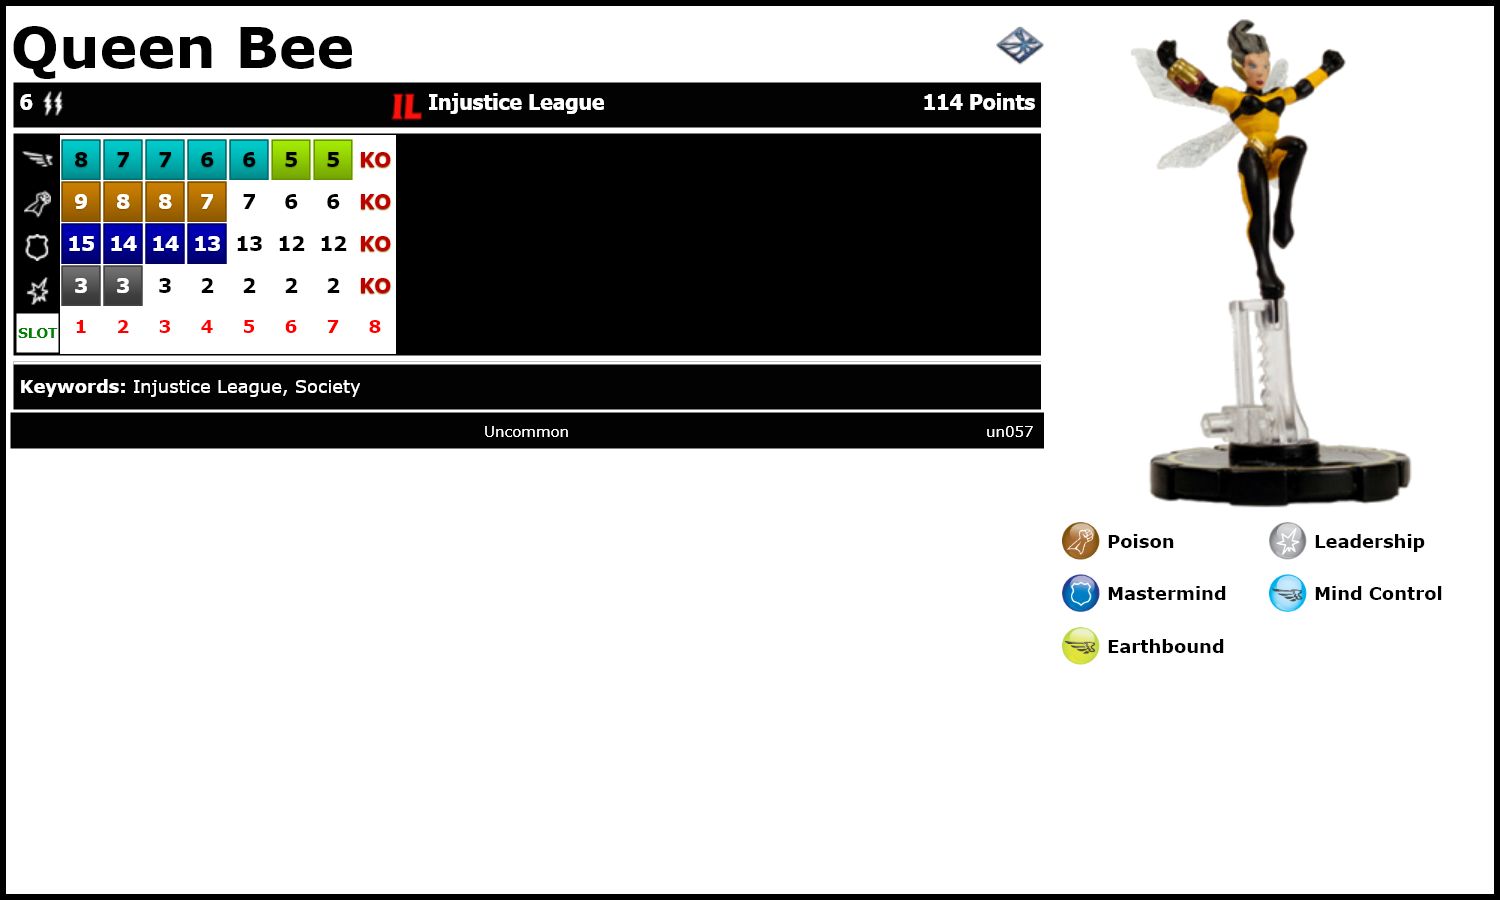 Queen Bee
6 IL Injustice League 114 Points
8 7 7 6 6 5 5 KO
9 8 8 7 7 6 6 KO
15 14 14 13 13 12 12 KO
3 3 3 2 2 2 2 KO
SLOT 1 2 3 4 5 6 7 8
Keywords: Injustice League, Society
Uncommon un057
Poison Leadership
Mastermind Mind Control
Earthbound